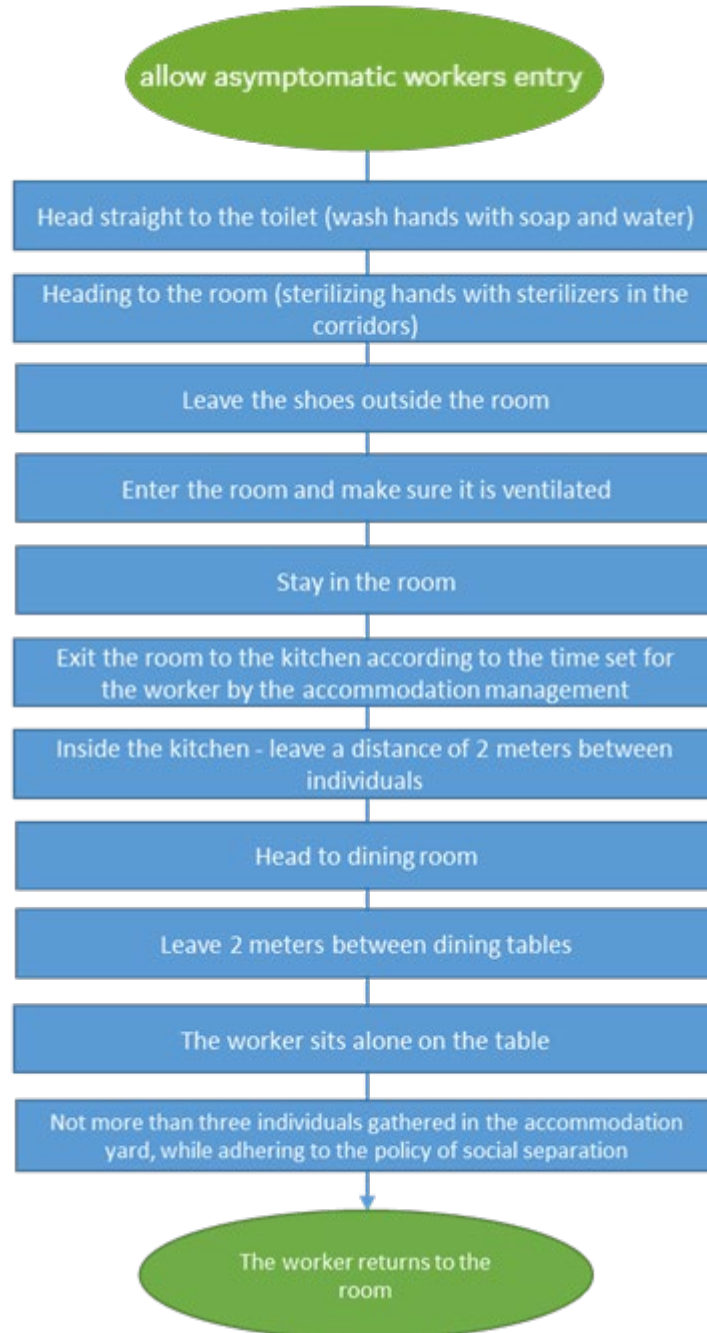 allow asymptomatic workers entry
Head straight to the toilet (wash hands with soap and water)
Heading to the room (sterilizing hands with sterilizers in the
corridors)
Leave the shoes outside the room
Enter the room and make sure it is ventilated
Stay in the room
Exit the room to the kitchen according to the time set for
the worker by the accommodation management
Inside the kitchen - leave a distance of 2 meters between
individuals
Head to dining room
Leave 2 meters between dining tables
The worker sits alone on the table
Not more than three individuals gathered in the accommodation
yard, while adhering to the policy of social separation
The worker returns to the
room